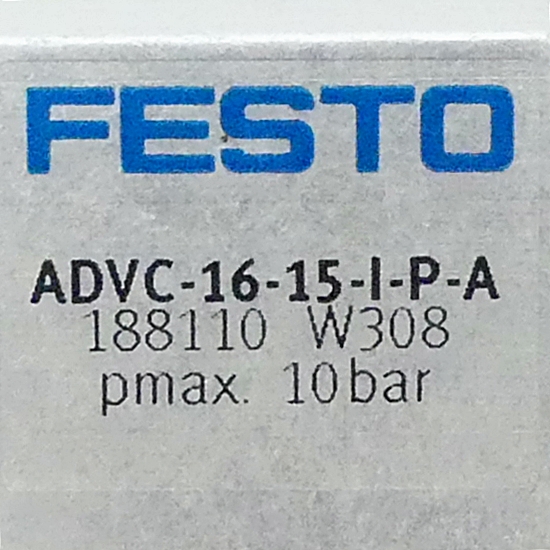 FESTO
ADVC-16-15-I-P-A
188110 W308
pmax. 10bar